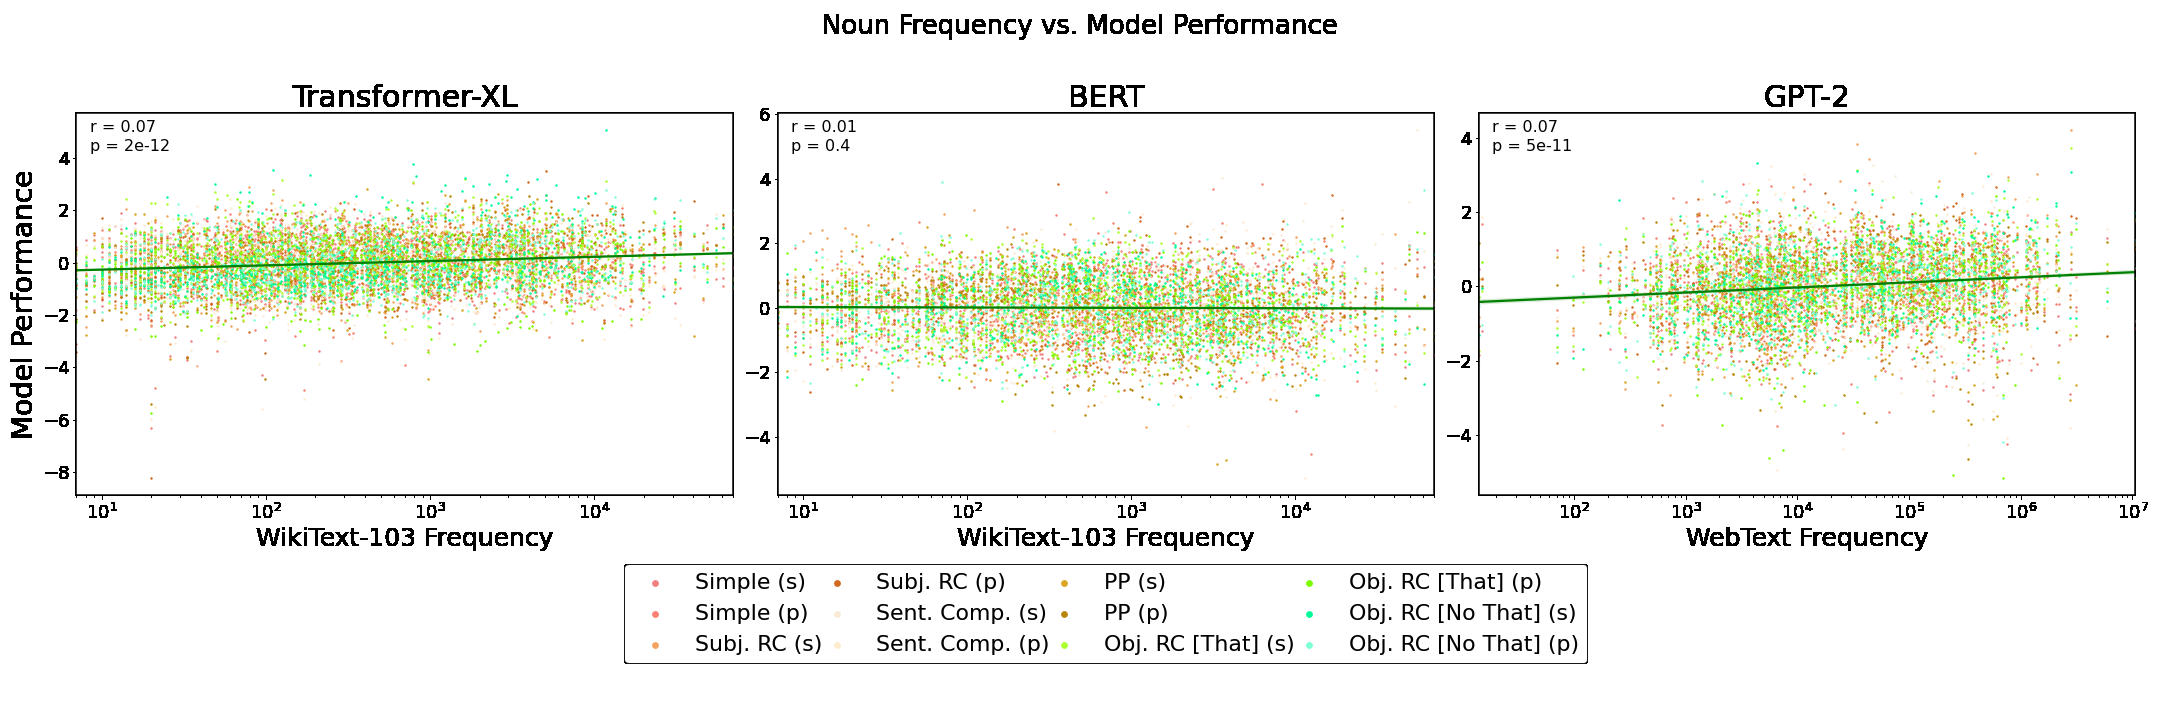 Noun Frequency vs. Model Performance
Transformer-XL
BERT
GPT-2
Model Performance
r = 0.07
p = 2e-12
4
2
0
−2
−4
−6
−8
10¹ 10² 10³ 10⁴
WikiText-103 Frequency
r = 0.01
p = 0.4
6
4
2
0
−2
−4
10¹ 10² 10³ 10⁴
WikiText-103 Frequency
r = 0.07
p = 5e-11
4
2
0
−2
−4
10² 10³ 10⁴ 10⁵ 10⁶ 10⁷
WebText Frequency
Simple (s)
Simple (p)
Subj. RC (s)
Subj. RC (p)
Sent. Comp. (s)
Sent. Comp. (p)
PP (s)
PP (p)
Obj. RC [That] (s)
Obj. RC [That] (p)
Obj. RC [No That] (s)
Obj. RC [No That] (p)